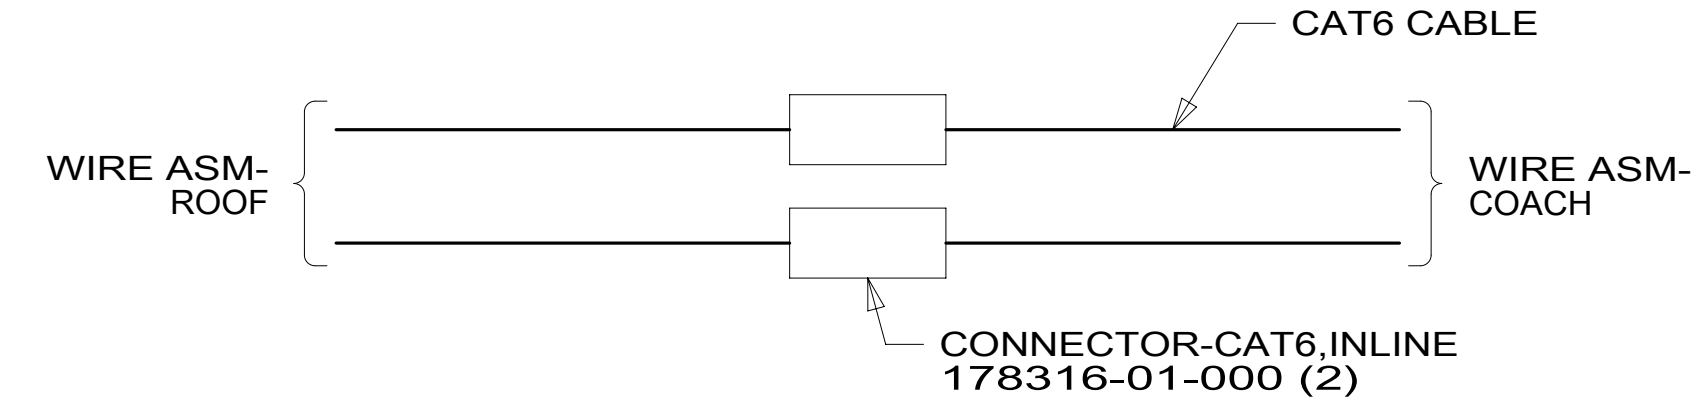 CAT6 CABLE
WIRE ASM-
ROOF
WIRE ASM-
COACH
CONNECTOR-CAT6,INLINE
178316-01-000 (2)